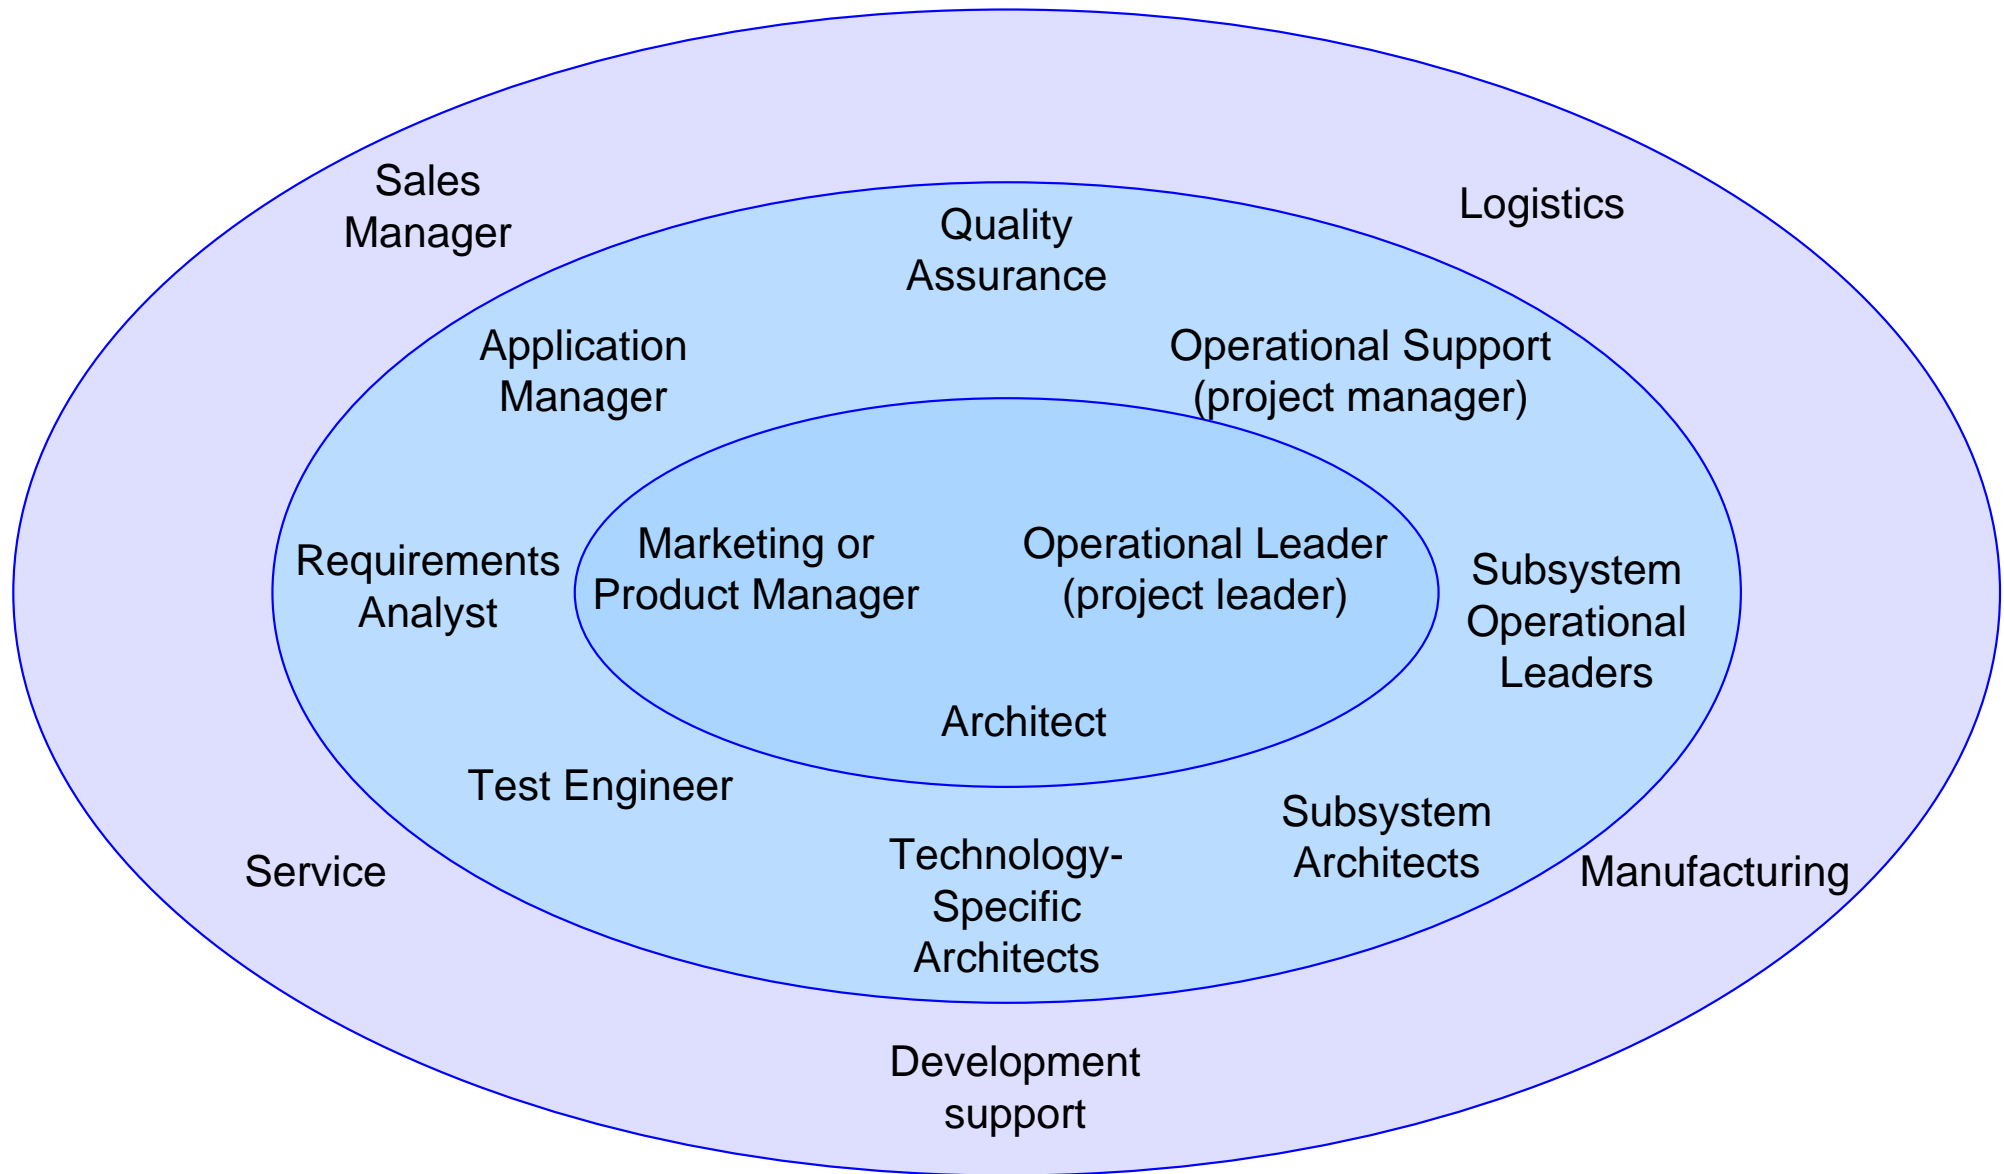 Sales
Manager
Logistics
Quality
Assurance
Application
Manager
Operational Support
(project manager)
Requirements
Analyst
Marketing or
Product Manager
Operational Leader
(project leader)
Subsystem
Operational
Leaders
Architect
Test Engineer
Subsystem
Architects
Technology-
Specific
Architects
Service
Manufacturing
Development
support